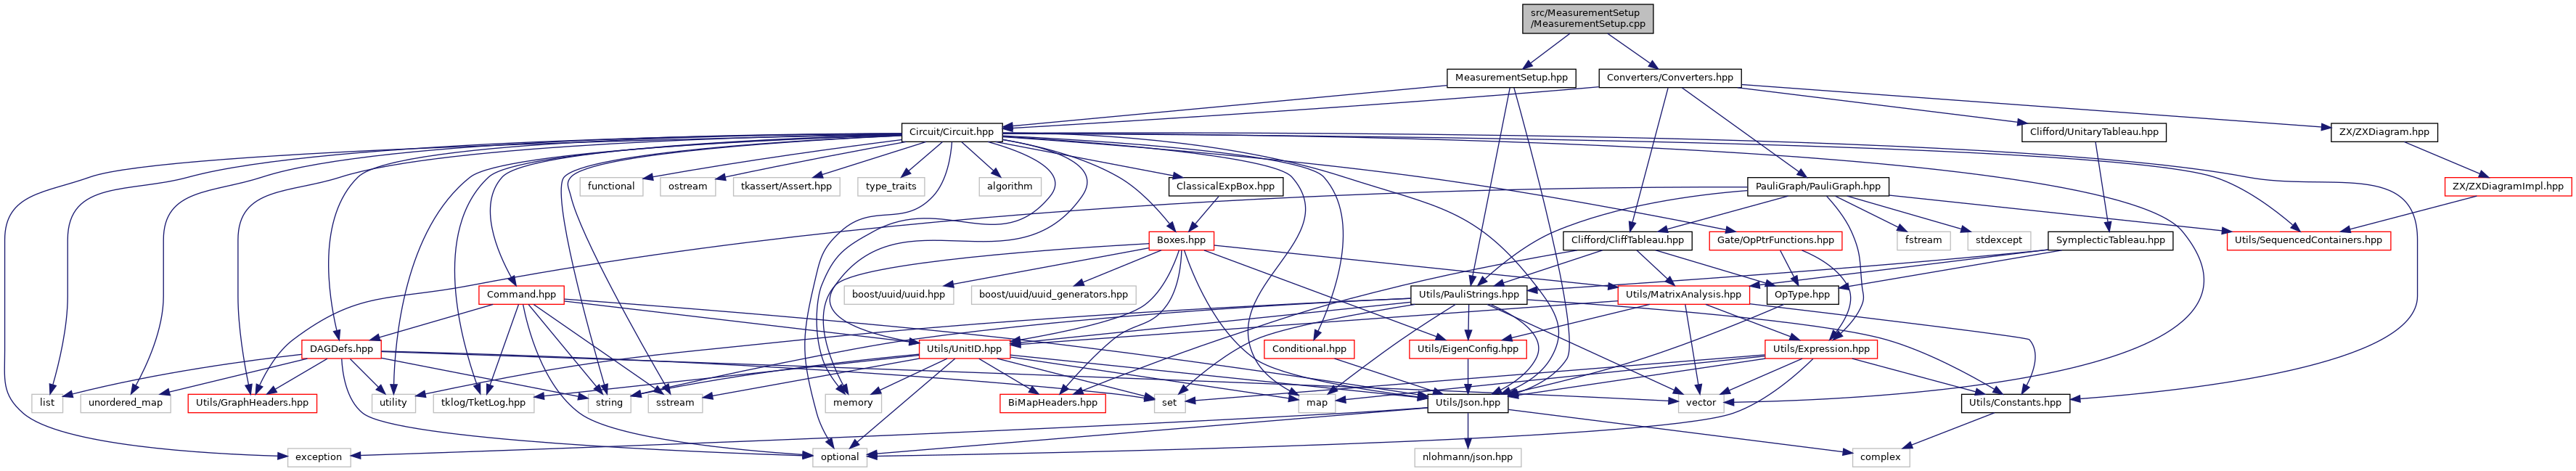 src/MeasurementSetup
/MeasurementSetup.cpp
MeasurementSetup.hpp
Converters/Converters.hpp
Circuit/Circuit.hpp
Clifford/UnitaryTableau.hpp
ZX/ZXDiagram.hpp
functional
ostream
tkassert/Assert.hpp
type_traits
algorithm
ClassicalExpBox.hpp
PauliGraph/PauliGraph.hpp
ZX/ZXDiagramImpl.hpp
Boxes.hpp
Clifford/CliffTableau.hpp
Gate/OpPtrFunctions.hpp
fstream
stdexcept
SymplecticTableau.hpp
Utils/SequencedContainers.hpp
Command.hpp
boost/uuid/uuid.hpp
boost/uuid/uuid_generators.hpp
Utils/PauliStrings.hpp
Utils/MatrixAnalysis.hpp
OpType.hpp
DAGDefs.hpp
Utils/UnitID.hpp
Conditional.hpp
Utils/EigenConfig.hpp
Utils/Expression.hpp
list
unordered_map
Utils/GraphHeaders.hpp
utility
tklog/TketLog.hpp
string
sstream
memory
BiMapHeaders.hpp
set
map
Utils/Json.hpp
vector
Utils/Constants.hpp
exception
optional
nlohmann/json.hpp
complex